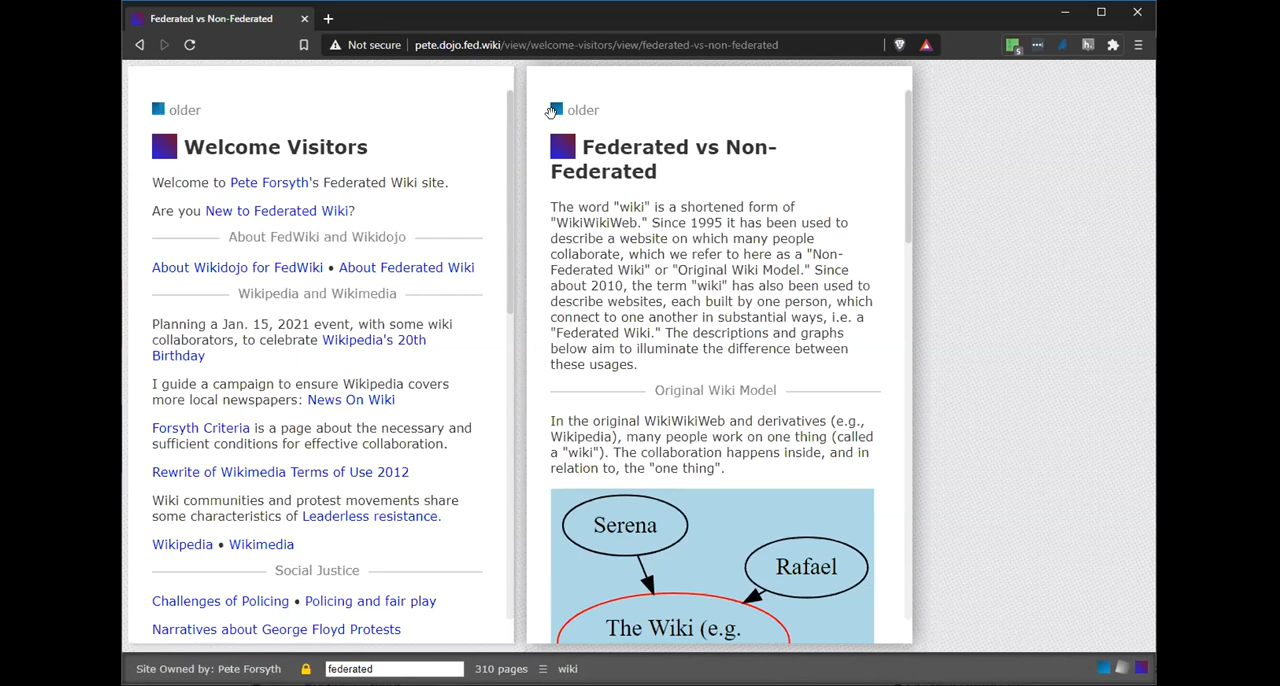 Federated vs Non-Federated
Not secure
pete.dojo.fed.wiki/view/welcome-visitors/view/federated-vs-non-federated
5
older
Welcome Visitors
Welcome to Pete Forsyth's Federated Wiki site.
Are you New to Federated Wiki?
About FedWiki and Wikidojo
About Wikidojo for FedWiki • About Federated Wiki
Wikipedia and Wikimedia
Planning a Jan. 15, 2021 event, with some wiki
collaborators, to celebrate Wikipedia's 20th
Birthday
I guide a campaign to ensure Wikipedia covers
more local newspapers: News On Wiki
Forsyth Criteria is a page about the necessary and
sufficient conditions for effective collaboration.
Rewrite of Wikimedia Terms of Use 2012
Wiki communities and protest movements share
some characteristics of Leaderless resistance.
Wikipedia • Wikimedia
Social Justice
Challenges of Policing • Policing and fair play
Narratives about George Floyd Protests
older
Federated vs Non-
Federated
The word "wiki" is a shortened form of
"WikiWikiWeb." Since 1995 it has been used to
describe a website on which many people
collaborate, which we refer to here as a "Non-
Federated Wiki" or "Original Wiki Model." Since
about 2010, the term "wiki" has also been used to
describe websites, each built by one person, which
connect to one another in substantial ways, i.e. a
"Federated Wiki." The descriptions and graphs
below aim to illuminate the difference between
these usages.
Original Wiki Model
In the original WikiWikiWeb and derivatives (e.g.,
Wikipedia), many people work on one thing (called
a "wiki"). The collaboration happens inside, and in
relation to, the "one thing".
Serena
Rafael
The Wiki (e.g.
Site Owned by: Pete Forsyth
federated
310 pages
wiki